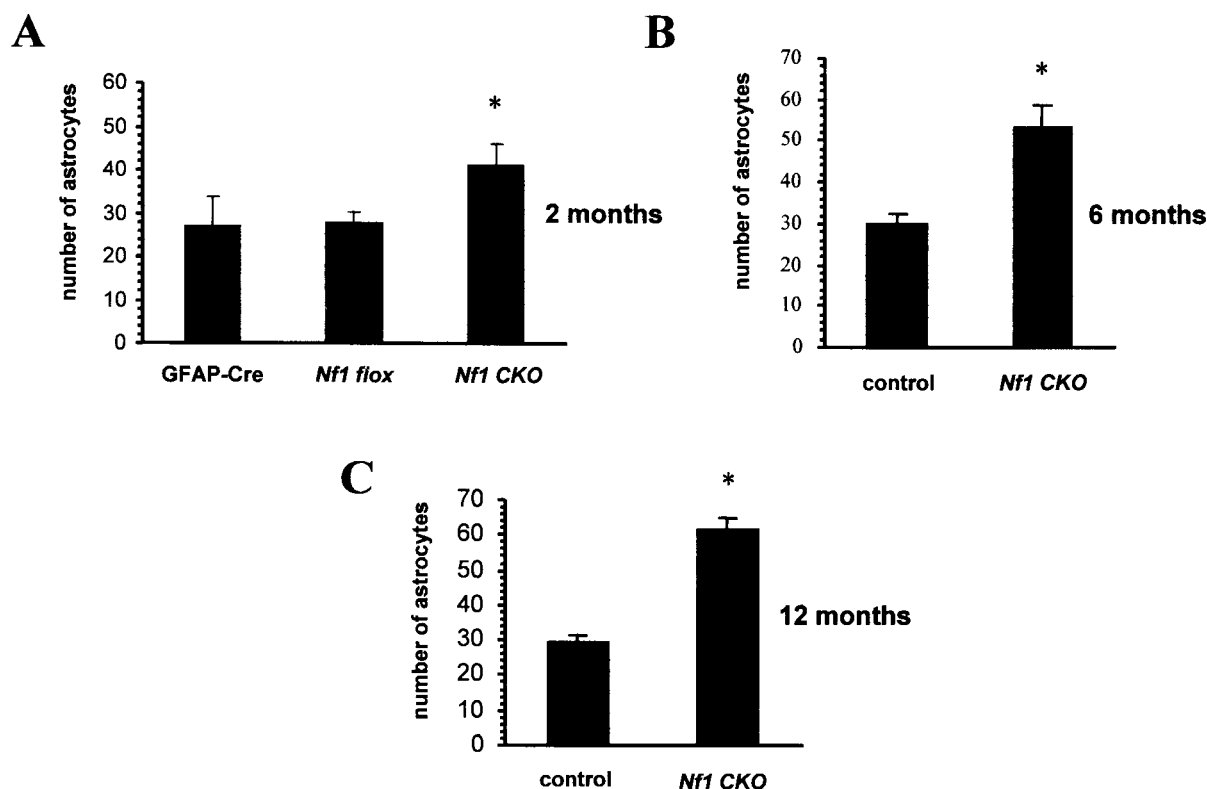 A
number of astrocytes
60
50
40
30
20
10
0
*
2 months
GFAP-Cre
Nf1 flox
Nf1 CKO
B
number of astrocytes
70
60
50
40
30
20
10
0
*
6 months
control
Nf1 CKO
C
number of astrocytes
70
60
50
40
30
20
10
0
*
12 months
control
Nf1 CKO